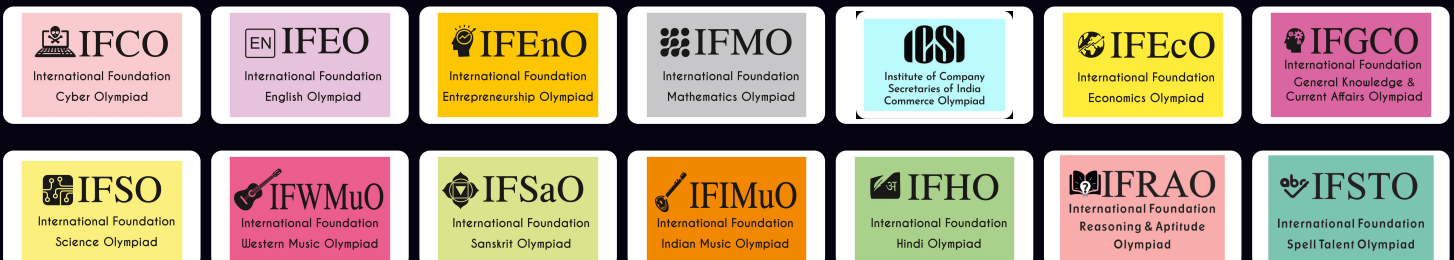 IFCO
International Foundation
Cyber Olympiad
EN
IFEO
International Foundation
English Olympiad
IFEnO
International Foundation
Entrepreneurship Olympiad
IFMO
International Foundation
Mathematics Olympiad
ICSI
Institute of Company
Secretaries of India
Commerce Olympiad
IFEcO
International Foundation
Economics Olympiad
IFGCO
International Foundation
General Knowledge &
Current Affairs Olympiad
IFSO
International Foundation
Science Olympiad
IFWMuO
International Foundation
Western Music Olympiad
IFSaO
International Foundation
Sanskrit Olympiad
IFIMuO
International Foundation
Indian Music Olympiad
अ
IFHO
International Foundation
Hindi Olympiad
?
IFRAO
International Foundation
Reasoning & Aptitude
Olympiad
abc
IFSTO
International Foundation
Spell Talent Olympiad